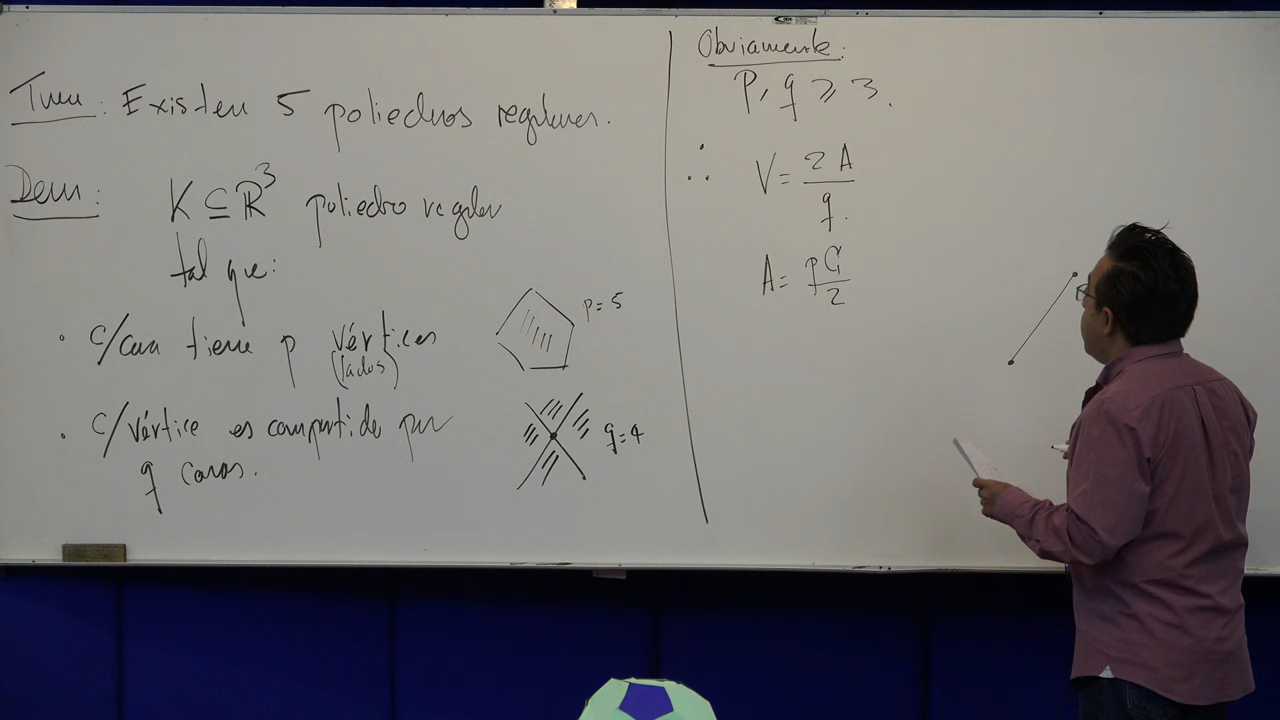 Teorema: Existen 5 poliedros regulares.
Dem: K ⊆ ℝ³ poliedro regular
tal que:
• c/cara tiene p vértices
(lados)
p=5
• c/vértice es compartido por
q caras.
q=4
Obviamente:
p, q ⩾ 3.
∴ V = 2A/q.
A = pC/2